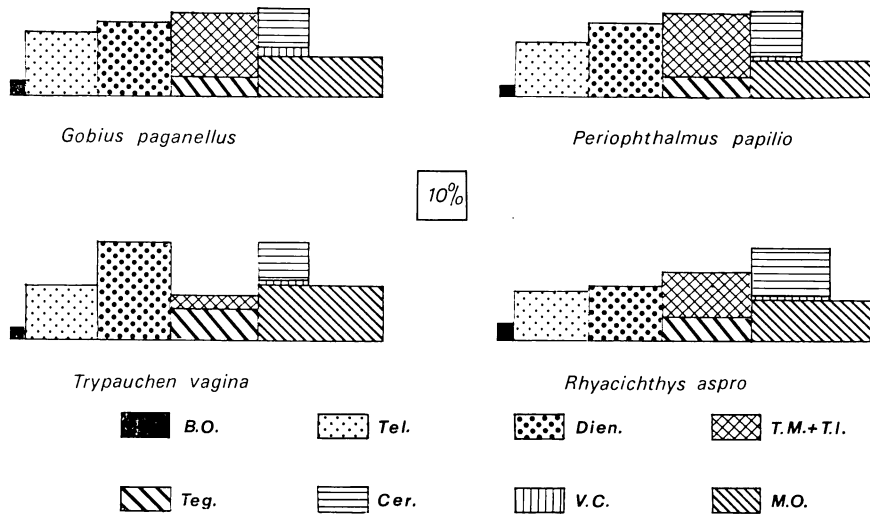 Gobius paganellus
Periophthalmus papilio
10%
Trypauchen vagina
Rhyacichthys aspro
B.O.
Tel.
Dien.
T.M.+T.l.
Teg.
Cer.
V.C.
M.O.